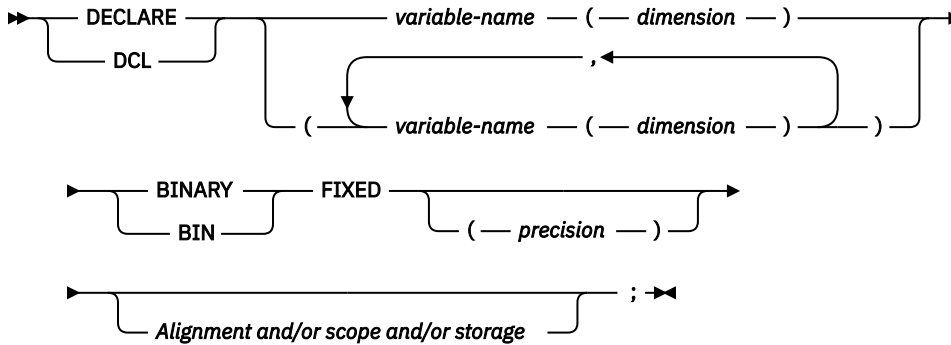 DECLARE variable-name ( dimension )
DCL ,
( variable-name ( dimension ) )
BINARY FIXED
BIN ( precision )
;
Alignment and/or scope and/or storage